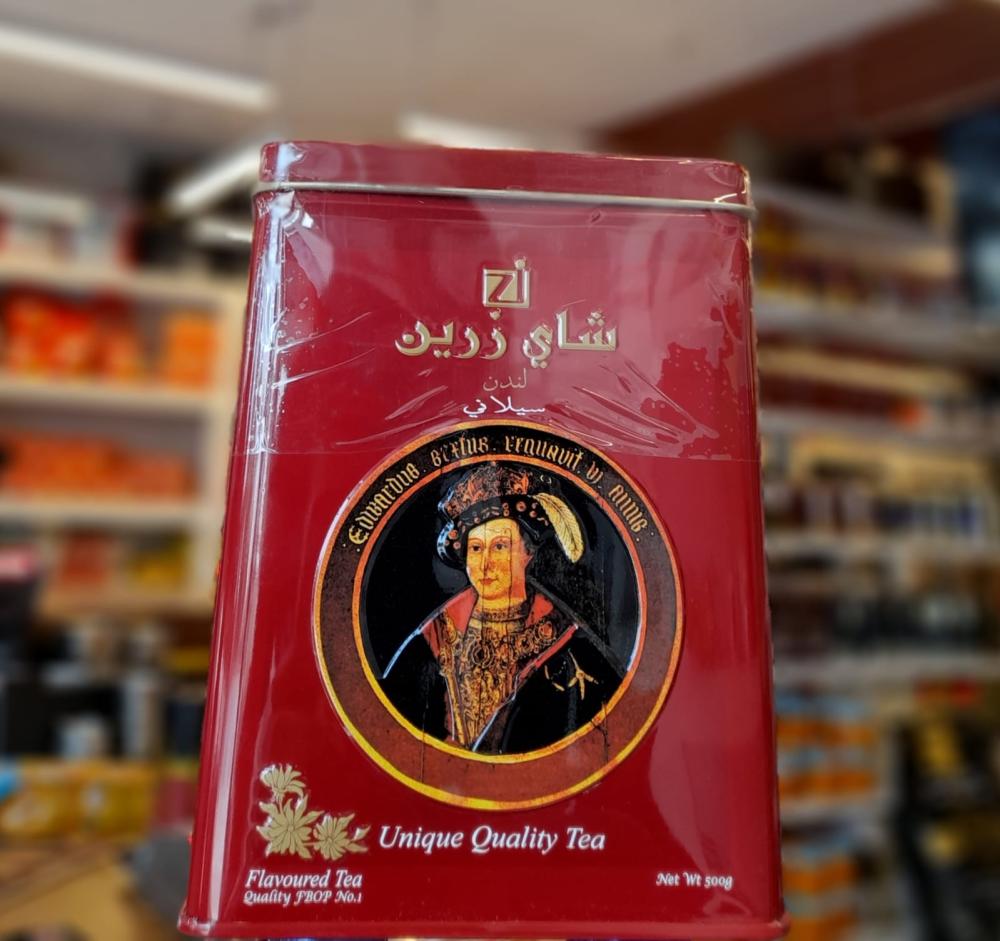 شاي زرين
لندن
سيلاني
Edwardus Sextus Regnavit VI Annis
Unique Quality Tea
Flavoured Tea
Quality FBOP No.1
Net Wt 500g